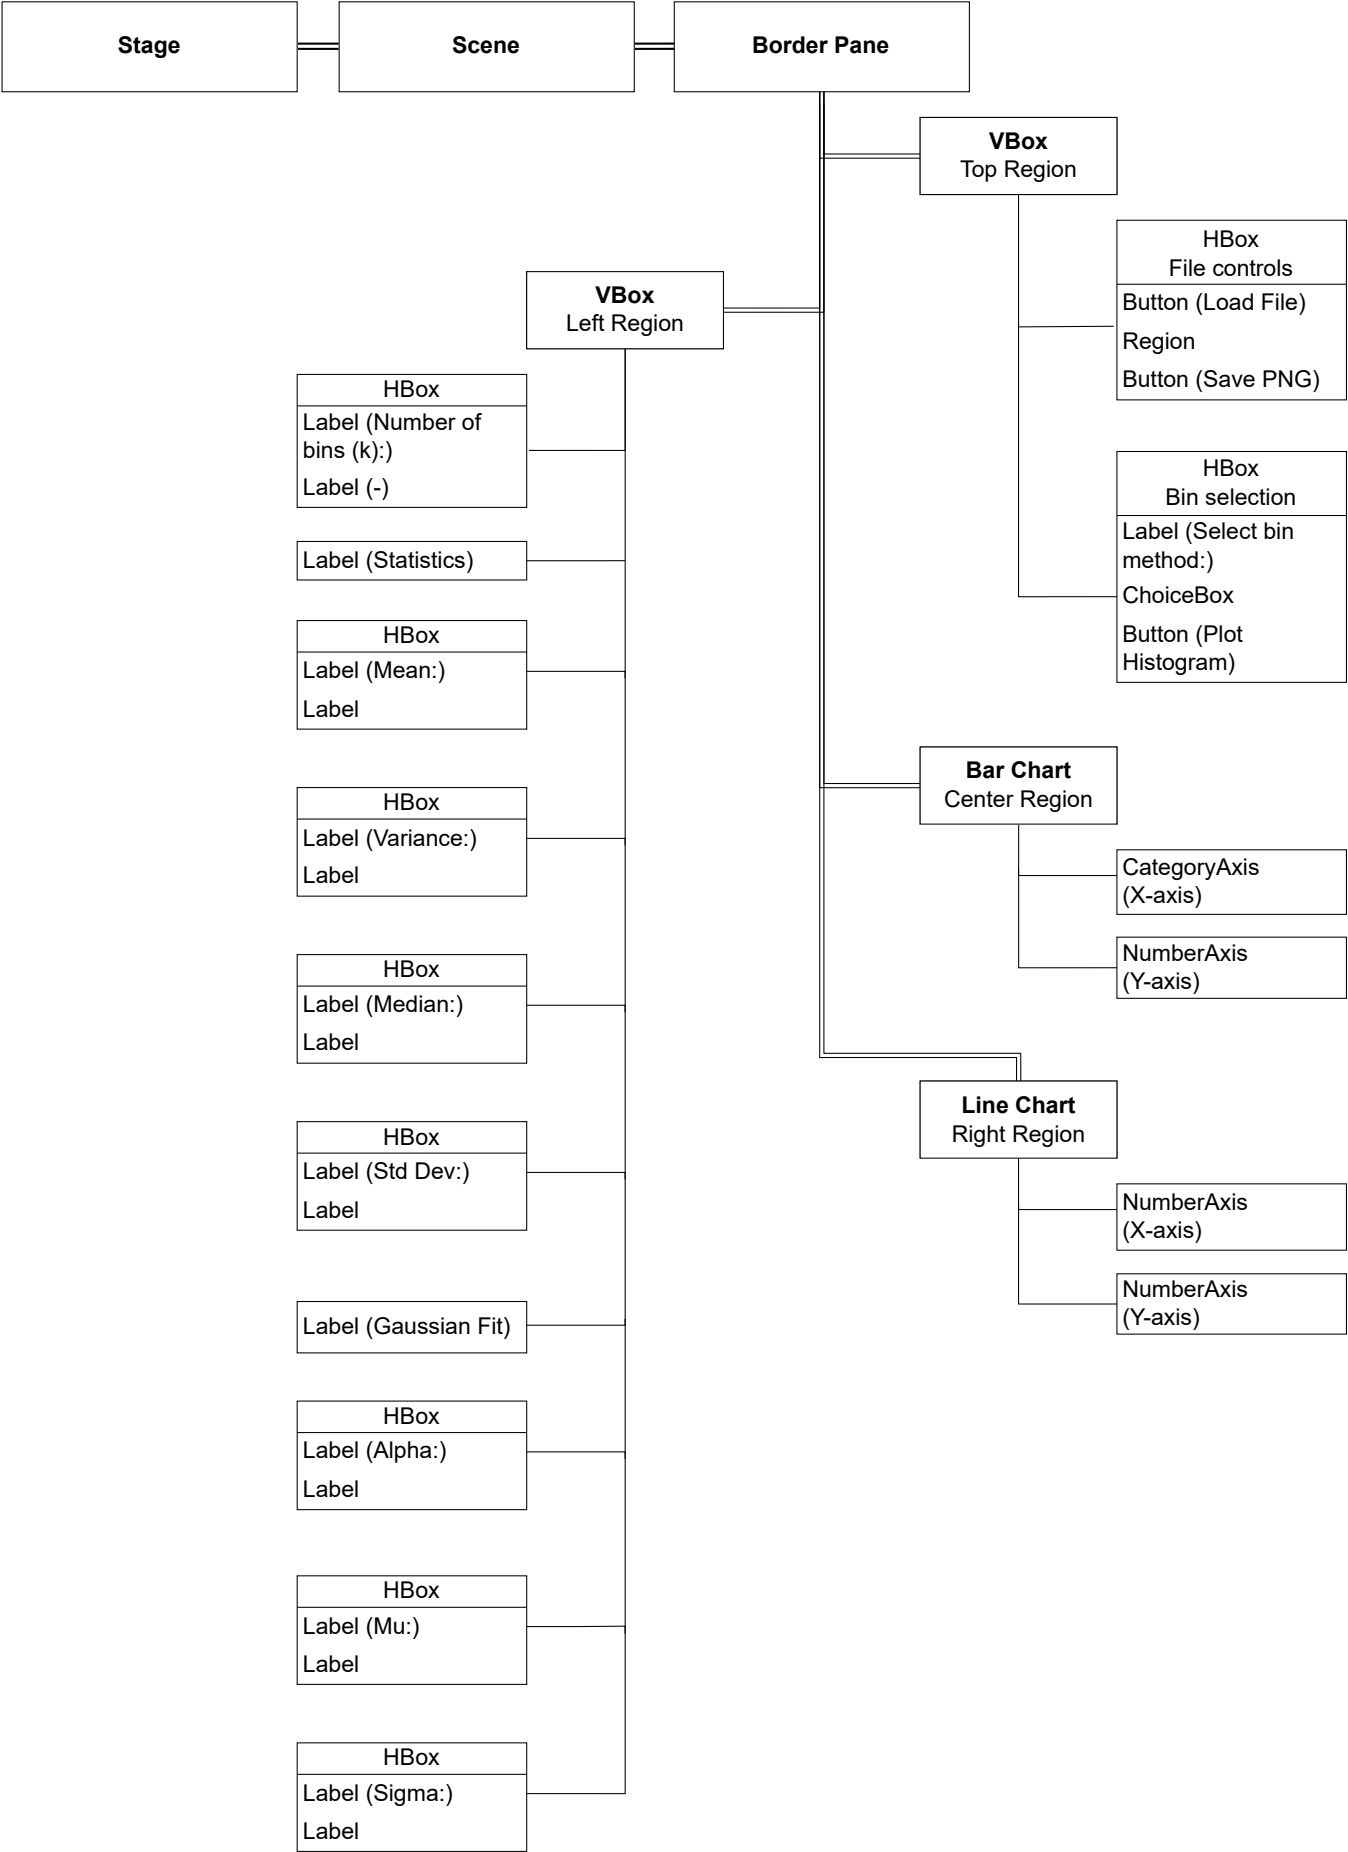 Stage
Scene
Border Pane
VBox
Top Region
HBox
File controls
Button (Load File)
Region
Button (Save PNG)
HBox
Bin selection
Label (Select bin
method:)
ChoiceBox
Button (Plot
Histogram)
VBox
Left Region
HBox
Label (Number of
bins (k):)
Label (-)
Label (Statistics)
HBox
Label (Mean:)
Label
HBox
Label (Variance:)
Label
HBox
Label (Median:)
Label
HBox
Label (Std Dev:)
Label
Label (Gaussian Fit)
HBox
Label (Alpha:)
Label
HBox
Label (Mu:)
Label
HBox
Label (Sigma:)
Label
Bar Chart
Center Region
CategoryAxis
(X-axis)
NumberAxis
(Y-axis)
Line Chart
Right Region
NumberAxis
(X-axis)
NumberAxis
(Y-axis)